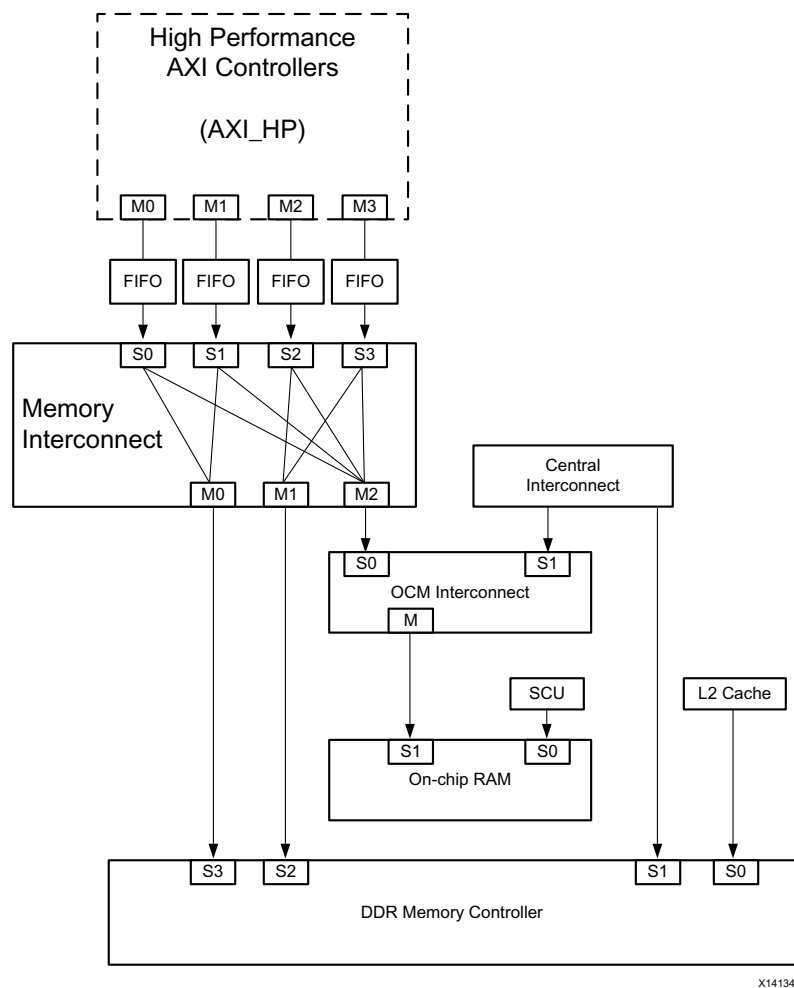 High Performance
AXI Controllers
(AXI_HP)
M0 M1 M2 M3
FIFO FIFO FIFO FIFO
S0 S1 S2 S3
Memory
Interconnect
M0 M1 M2
Central
Interconnect
S0 S1
OCM Interconnect
M
SCU
L2 Cache
S1 S0
On-chip RAM
S3 S2 S1 S0
DDR Memory Controller
X14134